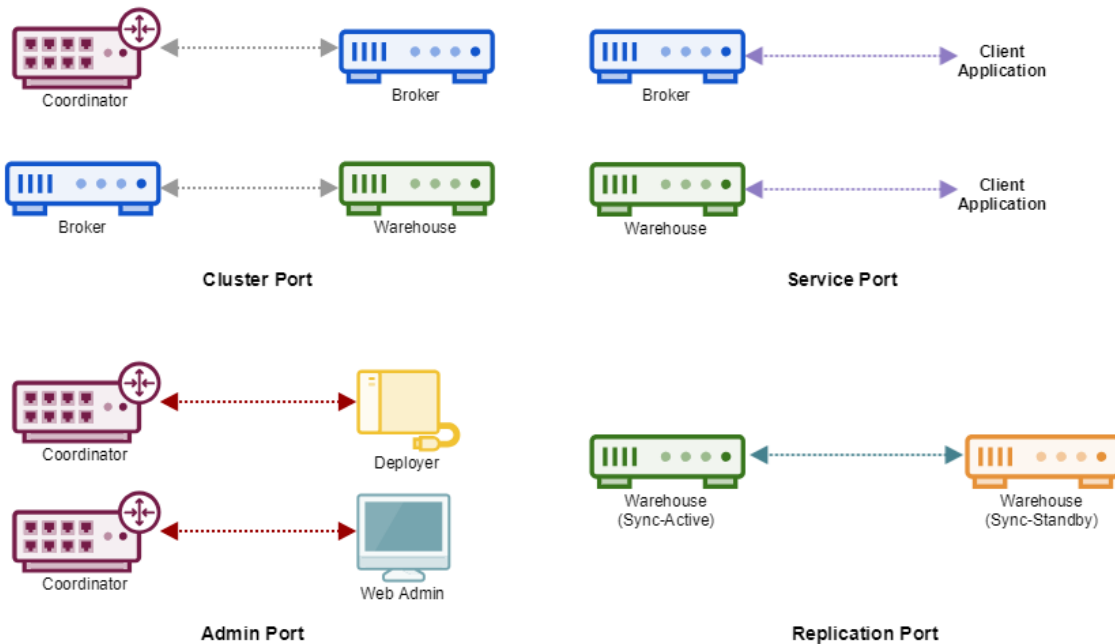 Coordinator
Broker
Broker
Client
Application
Broker
Warehouse
Warehouse
Client
Application
Cluster Port
Service Port
Coordinator
Deployer
Coordinator
Web Admin
Warehouse
(Sync-Active)
Warehouse
(Sync-Standby)
Admin Port
Replication Port